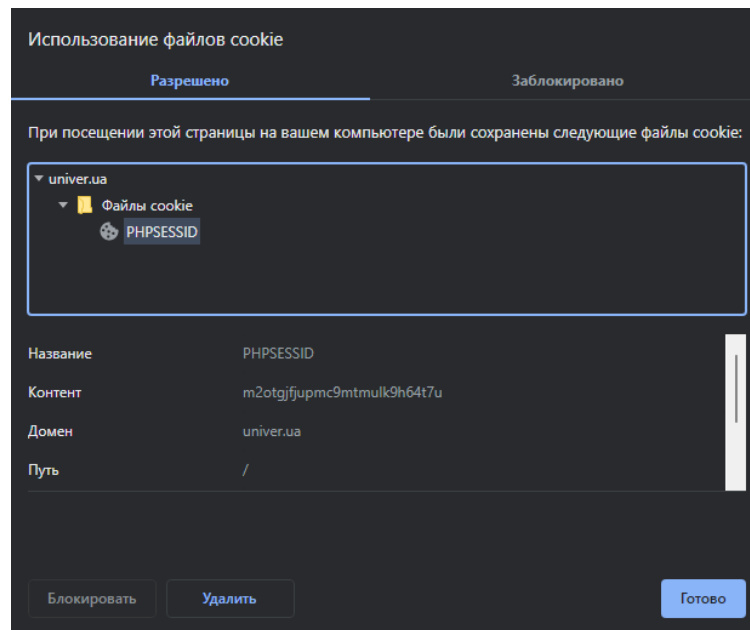 Использование файлов cookie
Разрешено Заблокировано
При посещении этой страницы на вашем компьютере были сохранены следующие файлы cookie:
univer.ua
Файлы cookie
PHPSESSID
Название PHPSESSID
Контент m2otgjfjupmc9mtmulk9h64t7u
Домен univer.ua
Путь /
Блокировать Удалить Готово